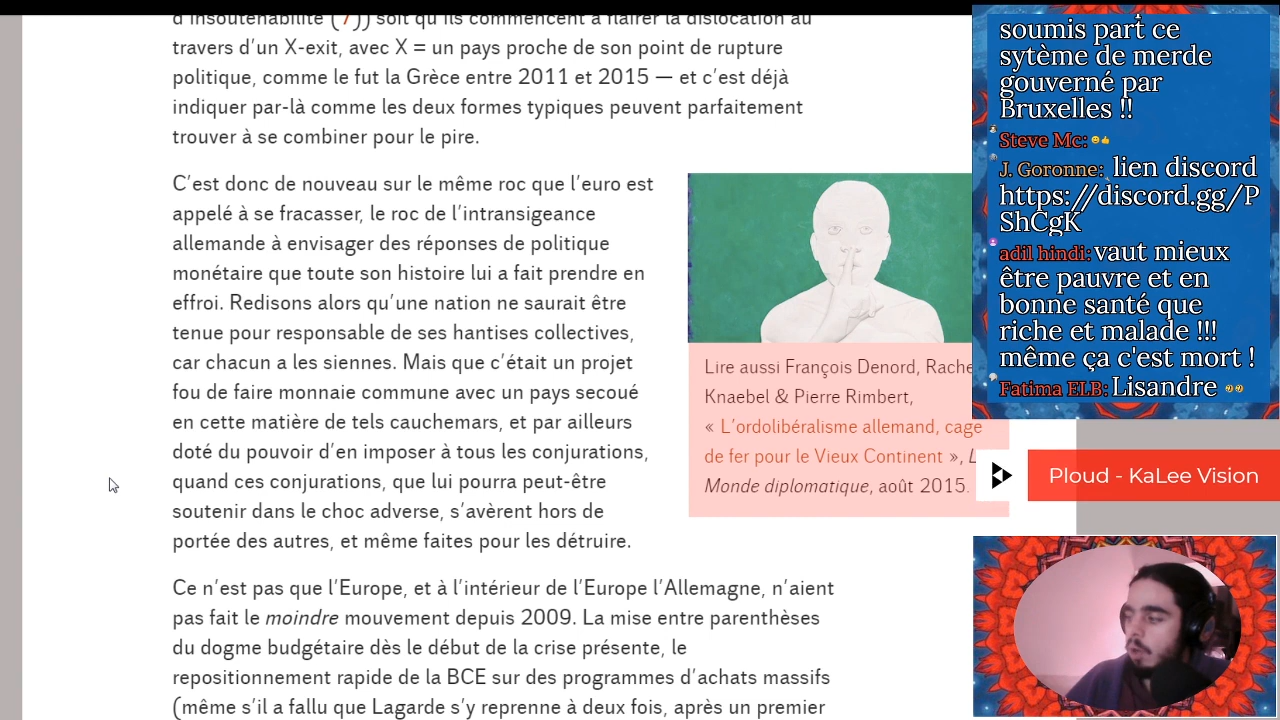 d'insoutenabilité (7)) soit qu'ils commencent à flairer la dislocation au
travers d'un X-exit, avec X = un pays proche de son point de rupture
politique, comme le fut la Grèce entre 2011 et 2015 — et c'est déjà
indiquer par-là comme les deux formes typiques peuvent parfaitement
trouver à se combiner pour le pire.
C'est donc de nouveau sur le même roc que l'euro est
appelé à se fracasser, le roc de l'intransigeance
allemande à envisager des réponses de politique
monétaire que toute son histoire lui a fait prendre en
effroi. Redisons alors qu'une nation ne saurait être
tenue pour responsable de ses hantises collectives,
car chacun a les siennes. Mais que c'était un projet
fou de faire monnaie commune avec un pays secoué
en cette matière de tels cauchemars, et par ailleurs
doté du pouvoir d'en imposer à tous les conjurations,
quand ces conjurations, que lui pourra peut-être
soutenir dans le choc adverse, s'avèrent hors de
portée des autres, et même faites pour les détruire.
Lire aussi François Denord, Rache
Knaebel & Pierre Rimbert,
« L'ordolibéralisme allemand, cage
de fer pour le Vieux Continent », L
Monde diplomatique, août 2015.
Ce n'est pas que l'Europe, et à l'intérieur de l'Europe l'Allemagne, n'aient
pas fait le moindre mouvement depuis 2009. La mise entre parenthèses
du dogme budgétaire dès le début de la crise présente, le
repositionnement rapide de la BCE sur des programmes d'achats massifs
(même s'il a fallu que Lagarde s'y reprenne à deux fois, après un premier
soumis part ce
sytème de merde
gouverné par
Bruxelles !!
Steve Mc:
J. Goronne: lien discord
https://discord.gg/P
ShCgK
adil hindi: vaut mieux
être pauvre et en
bonne santé que
riche et malade !!!
même ça c'est mort !
Fatima ELB: Lisandre
Ploud - KaLee Vision